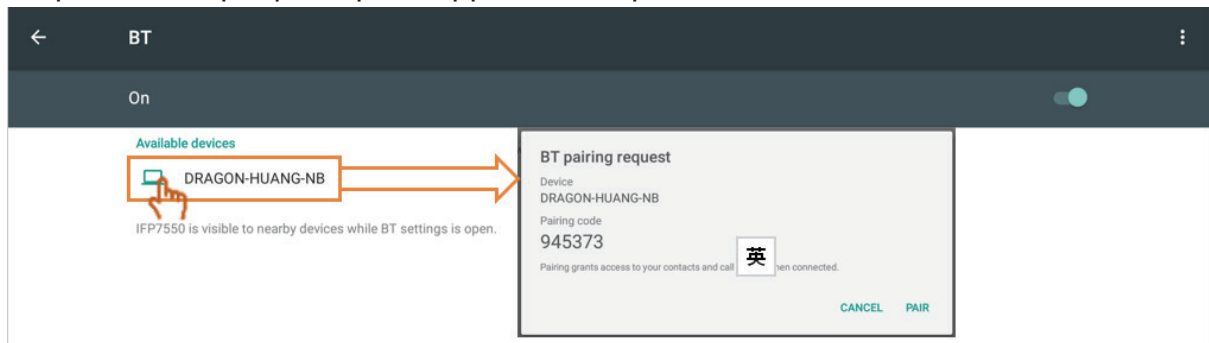 BT
On
Available devices
DRAGON-HUANG-NB
IFP7550 is visible to nearby devices while BT settings is open.
BT pairing request
Device
DRAGON-HUANG-NB
Pairing code
945373
Pairing grants access to your contacts and call 英 when connected.
CANCEL PAIR